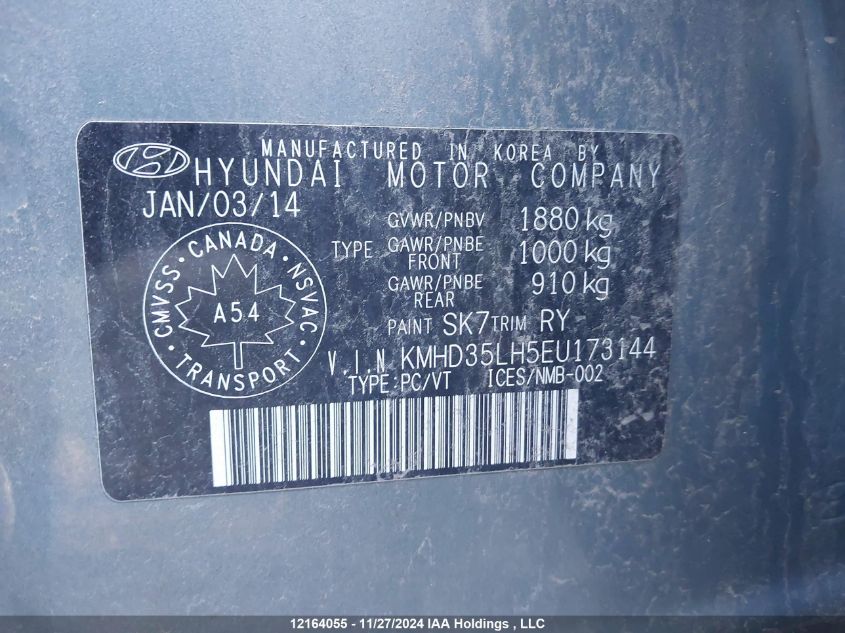 MANUFACTURED IN KOREA BY
HYUNDAI MOTOR COMPANY
JAN/03/14
GVWR/PNBV 1880 kg
TYPE GAWR/PNBE FRONT 1000 kg
GAWR/PNBE REAR 910 kg
PAINT SK7 TRIM RY
V.I.N KMHD35LH5EU173144
TYPE:PC/VT ICES/NMB-002
CMVSS · CANADA · NSVAC
A54
· TRANSPORT ·
12164055 - 11/27/2024 IAA Holdings , LLC